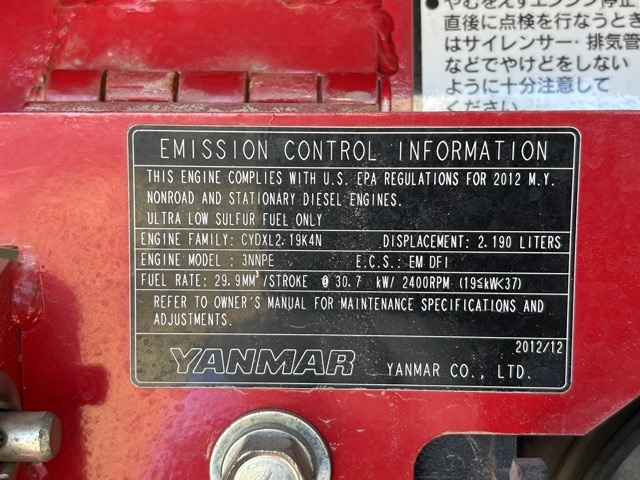 やむをえずエンジン停止
直後に点検を行なうとき
はサイレンサー・排気管
などでやけどをしない
ように十分注意して
ください。
EMISSION CONTROL INFORMATION
THIS ENGINE COMPLIES WITH U.S. EPA REGULATIONS FOR 2012 M.Y.
NONROAD AND STATIONARY DIESEL ENGINES.
ULTRA LOW SULFUR FUEL ONLY
ENGINE FAMILY: CYDXL2.19K4N DISPLACEMENT: 2.190 LITERS
ENGINE MODEL : 3NNPE E.C.S.: EM DFI
FUEL RATE: 29.9MM³/STROKE @ 30.7 kW/ 2400RPM (19≦kW<37)
REFER TO OWNER'S MANUAL FOR MAINTENANCE SPECIFICATIONS AND
ADJUSTMENTS.
2012/12
YANMAR YANMAR CO., LTD.